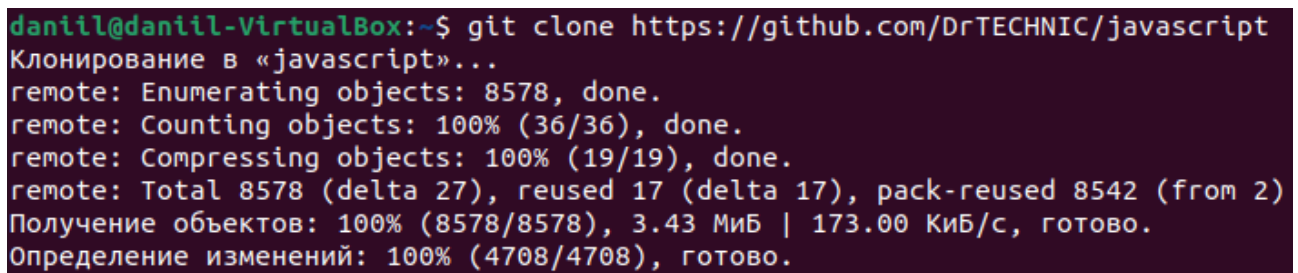 daniil@daniil-VirtualBox:~$ git clone https://github.com/DrTECHNIC/javascript
Клонирование в «javascript»...
remote: Enumerating objects: 8578, done.
remote: Counting objects: 100% (36/36), done.
remote: Compressing objects: 100% (19/19), done.
remote: Total 8578 (delta 27), reused 17 (delta 17), pack-reused 8542 (from 2)
Получение объектов: 100% (8578/8578), 3.43 МиБ | 173.00 КиБ/с, готово.
Определение изменений: 100% (4708/4708), готово.